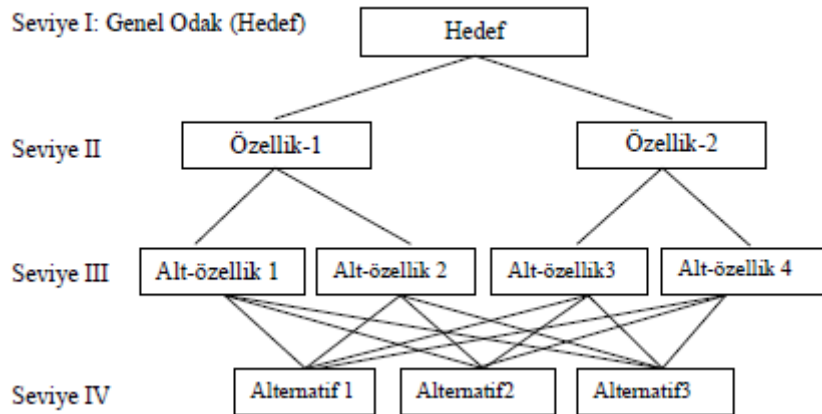 Seviye I: Genel Odak (Hedef)
Hedef
Seviye II
Özellik-1
Özellik-2
Seviye III
Alt-özellik 1
Alt-özellik 2
Alt-özellik3
Alt-özellik 4
Seviye IV
Alternatif 1
Alternatif2
Alternatif3